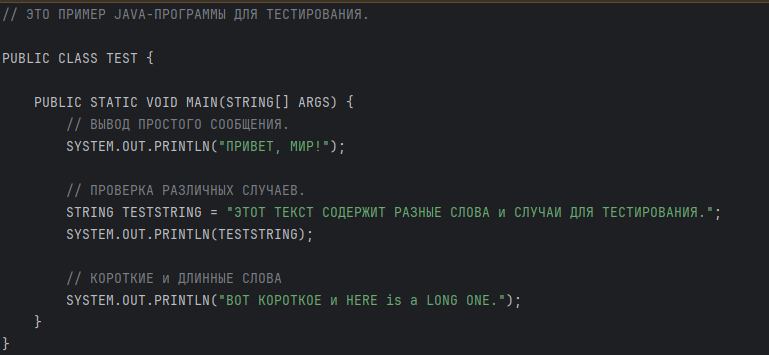 // ЭТО ПРИМЕР JAVA-ПРОГРАММЫ ДЛЯ ТЕСТИРОВАНИЯ.
PUBLIC CLASS TEST {
PUBLIC STATIC VOID MAIN(STRING[] ARGS) {
// ВЫВОД ПРОСТОГО СООБЩЕНИЯ.
SYSTEM.OUT.PRINTLN("ПРИВЕТ, МИР!");
// ПРОВЕРКА РАЗЛИЧНЫХ СЛУЧАЕВ.
STRING TESTSTRING = "ЭТОТ ТЕКСТ СОДЕРЖИТ РАЗНЫЕ СЛОВА и СЛУЧАИ ДЛЯ ТЕСТИРОВАНИЯ.";
SYSTEM.OUT.PRINTLN(TESTSTRING);
// КОРОТКИЕ и ДЛИННЫЕ СЛОВА
SYSTEM.OUT.PRINTLN("ВОТ КОРОТКОЕ и HERE is a LONG ONE.");
}
}